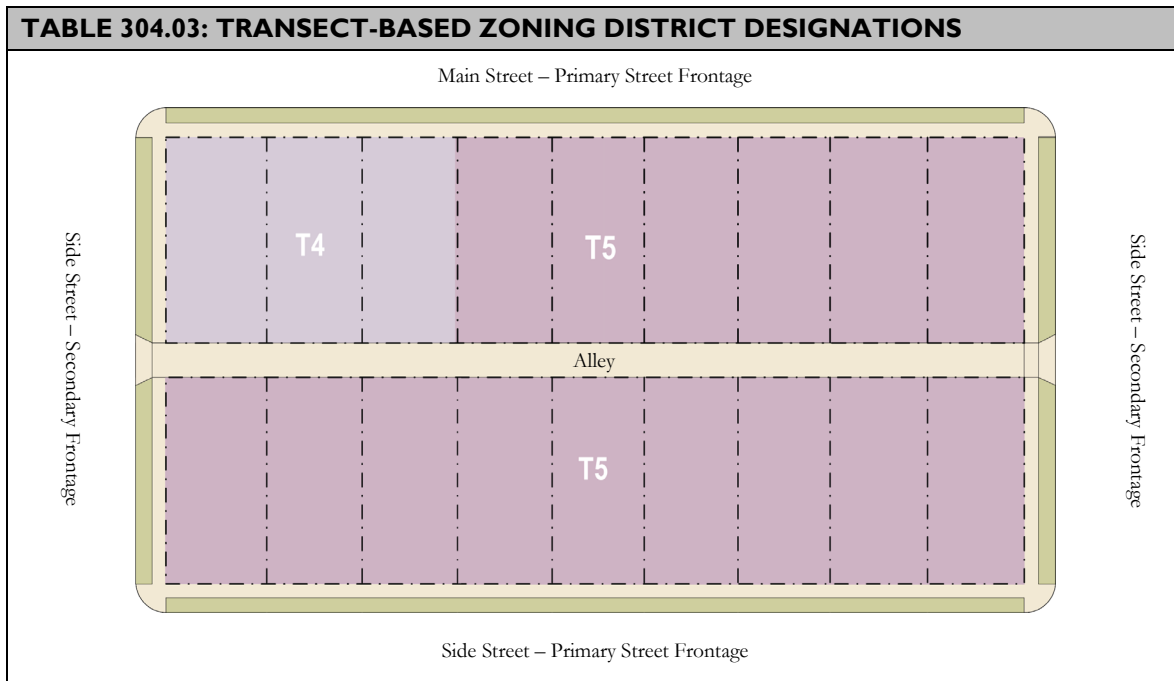 TABLE 304.03: TRANSECT-BASED ZONING DISTRICT DESIGNATIONS
Main Street – Primary Street Frontage
Side Street – Secondary Frontage
T4
T5
Side Street – Secondary Frontage
Alley
T5
Side Street – Primary Street Frontage